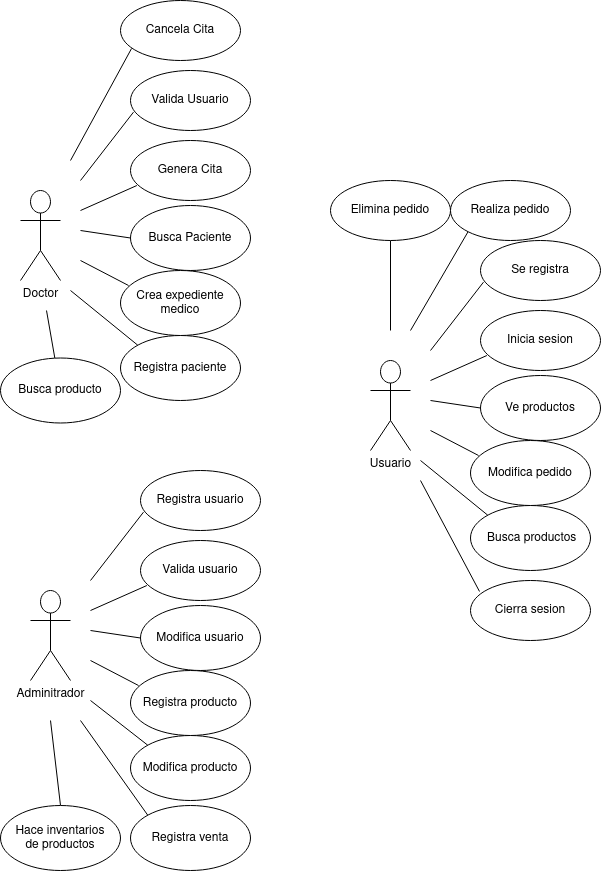 Cancela Cita
Valida Usuario
Genera Cita
Busca Paciente
Doctor
Crea expediente
medico
Registra paciente
Busca producto
Elimina pedido
Realiza pedido
Se registra
Inicia sesion
Ve productos
Usuario
Modifica pedido
Busca productos
Cierra sesion
Registra usuario
Valida usuario
Modifica usuario
Adminitrador
Registra producto
Modifica producto
Hace inventarios
de productos
Registra venta